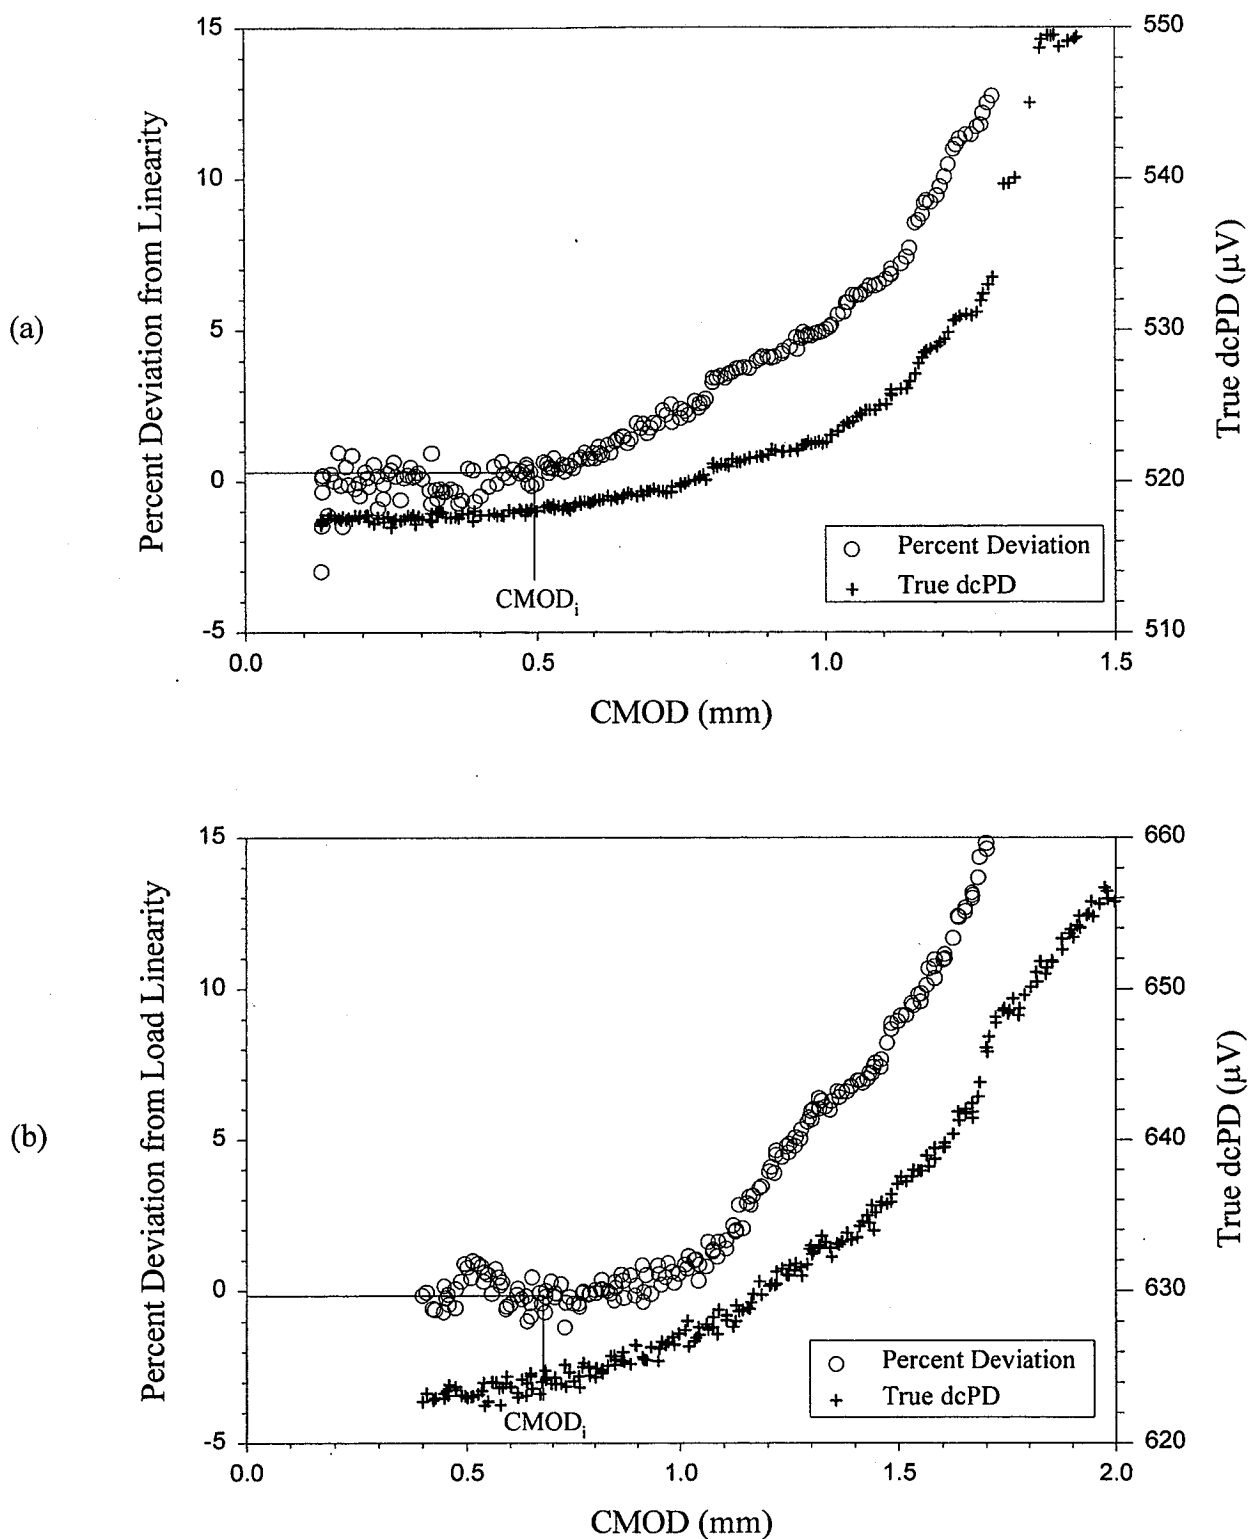 (a)
Percent Deviation from Linearity
15
10
5
0
-5
550
540
530
520
510
True dcPD (µV)
CMODi
Percent Deviation
True dcPD
0.0 0.5 1.0 1.5
CMOD (mm)
(b)
Percent Deviation from Load Linearity
15
10
5
0
-5
660
650
640
630
620
True dcPD (µV)
CMODi
Percent Deviation
True dcPD
0.0 0.5 1.0 1.5 2.0
CMOD (mm)